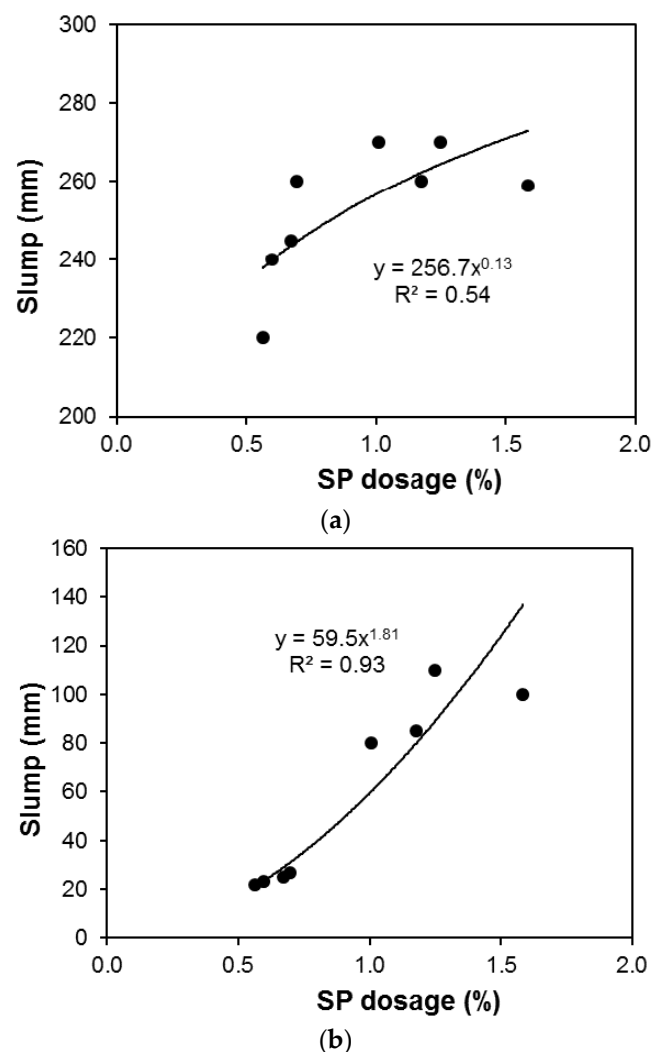 300
280
260
240
220
200
Slump (mm)
y = 256.7x^0.13
R² = 0.54
0.0 0.5 1.0 1.5 2.0
SP dosage (%)
(a)
160
140
120
100
80
60
40
20
0
Slump (mm)
y = 59.5x^1.81
R² = 0.93
0.0 0.5 1.0 1.5 2.0
SP dosage (%)
(b)